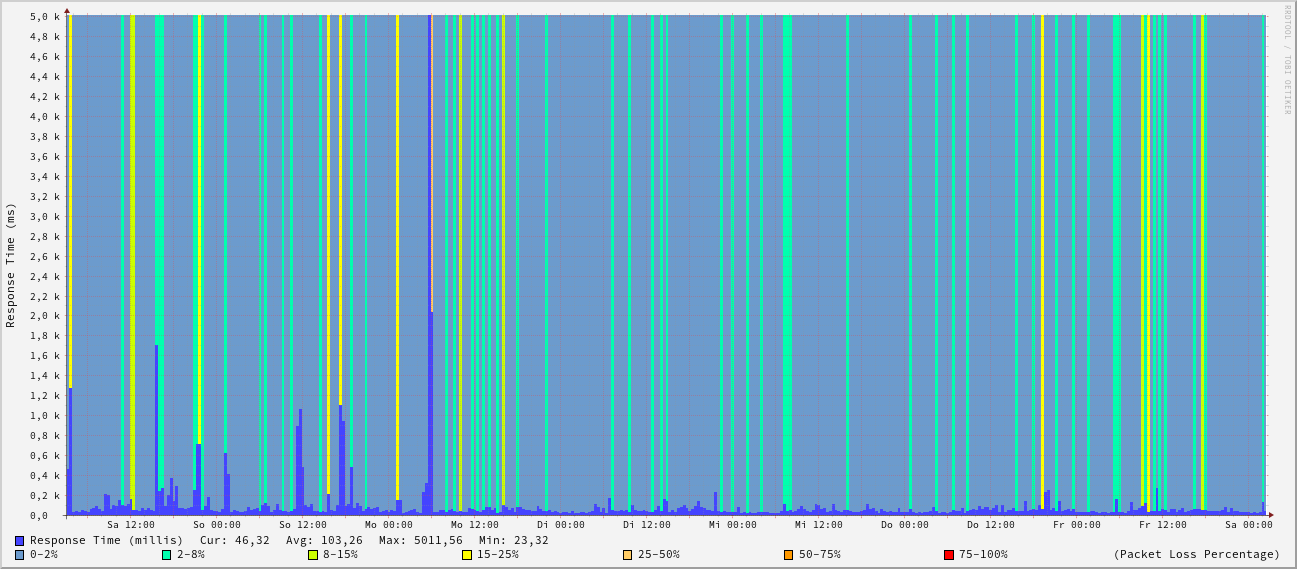 RRDTOOL / TOBI OETIKER
Response Time (ms)
5,0 k
4,8 k
4,6 k
4,4 k
4,2 k
4,0 k
3,8 k
3,6 k
3,4 k
3,2 k
3,0 k
2,8 k
2,6 k
2,4 k
2,2 k
2,0 k
1,8 k
1,6 k
1,4 k
1,2 k
1,0 k
0,8 k
0,6 k
0,4 k
0,2 k
0,0
Sa 12:00 So 00:00 So 12:00 Mo 00:00 Mo 12:00 Di 00:00 Di 12:00 Mi 00:00 Mi 12:00 Do 00:00 Do 12:00 Fr 00:00 Fr 12:00 Sa 00:00
Response Time (millis) Cur: 46,32 Avg: 103,26 Max: 5011,56 Min: 23,32
0-2% 2-8% 8-15% 15-25% 25-50% 50-75% 75-100% (Packet Loss Percentage)